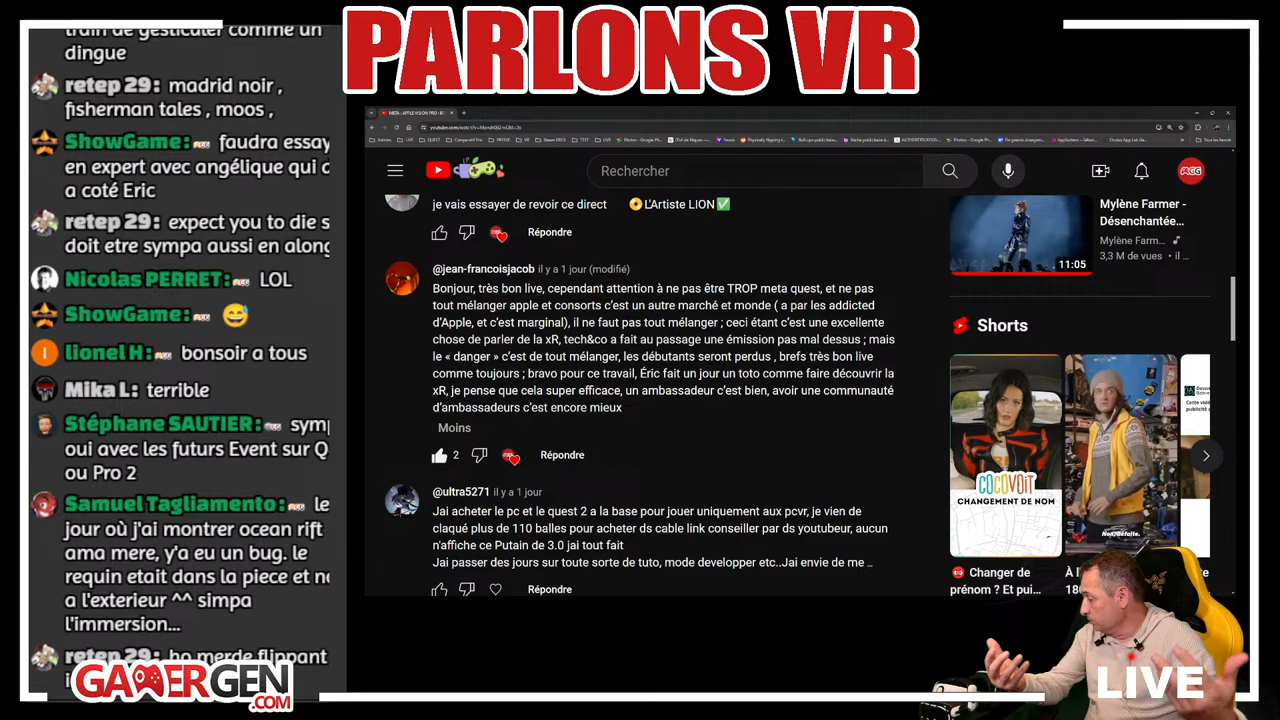 PARLONS VR
train de gesticuler comme un
dingue
retep 29: madrid noir ,
fisherman tales , moos ,
ShowGame: faudra essay
en expert avec angélique qui d
a coté Eric
retep 29: expect you to die s
doit etre sympa aussi en along
Nicolas PERRET: LOL
ShowGame:
lionel H: bonsoir a tous
Mika L: terrible
Stéphane SAUTIER: symp
oui avec les futurs Event sur Q
ou Pro 2
Samuel Tagliamento: le
jour où j'ai montrer ocean rift
ama mere, y'a eu un bug. le
requin etait dans la piece et no
a l'exterieur ^^ simpa
l'immersion...
retep 29: ho merde flippant
GAMERGEN
.COM
Rechercher
AGG
je vais essayer de revoir ce direct L'Artiste LION
Répondre
@jean-francoisjacob il y a 1 jour (modifié)
Bonjour, très bon live, cependant attention à ne pas être TROP meta quest, et ne pas
tout mélanger apple et consorts c'est un autre marché et monde ( a par les addicted
d'Apple, et c'est marginal), il ne faut pas tout mélanger ; ceci étant c'est une excellente
chose de parler de la xR, tech&co a fait au passage une émission pas mal dessus ; mais
le « danger » c'est de tout mélanger, les débutants seront perdus , brefs très bon live
comme toujours ; bravo pour ce travail, Éric fait un jour un toto comme faire découvrir la
xR, je pense que cela super efficace, un ambassadeur c'est bien, avoir une communauté
d'ambassadeurs c'est encore mieux
Moins
2 Répondre
@ultra5271 il y a 1 jour
Jai acheter le pc et le quest 2 a la base pour jouer uniquement aux pcvr, je vien de
claqué plus de 110 balles pour acheter ds cable link conseiller par ds youtubeur, aucun
n'affiche ce Putain de 3.0 jai tout fait
Jai passer des jours sur toute sorte de tuto, mode developper etc..Jai envie de me ..
Répondre
11:05
Mylène Farmer -
Désenchantée...
Mylène Farm...
3,3 M de vues • il ...
Shorts
COCOVOIT
CHANGEMENT DE NOM
Changer de
prénom ? Et pui...
LIVE